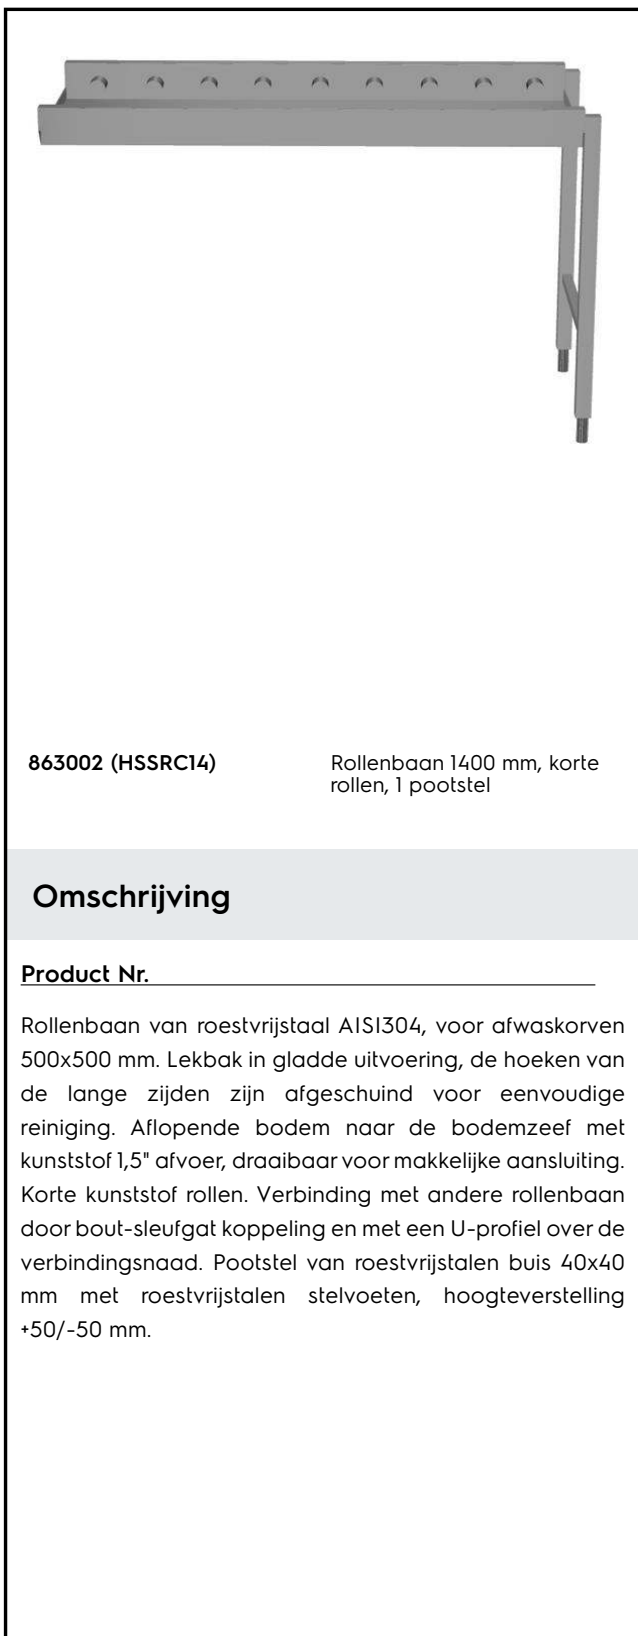 863002 (HSSRC14)
Rollenbaan 1400 mm, korte
rollen, 1 pootstel
Omschrijving
Product Nr.
Rollenbaan van roestvrijstaal AISI304, voor afwaskorven
500x500 mm. Lekbak in gladde uitvoering, de hoeken van
de lange zijden zijn afgeschuind voor eenvoudige
reiniging. Aflopende bodem naar de bodemzeef met
kunststof 1,5" afvoer, draaibaar voor makkelijke aansluiting.
Korte kunststof rollen. Verbinding met andere rollenbaan
door bout-sleufgat koppeling en met een U-profiel over de
verbindingsnaad. Pootstel van roestvrijstalen buis 40x40
mm met roestvrijstalen stelvoeten, hoogteverstelling
+50/-50 mm.